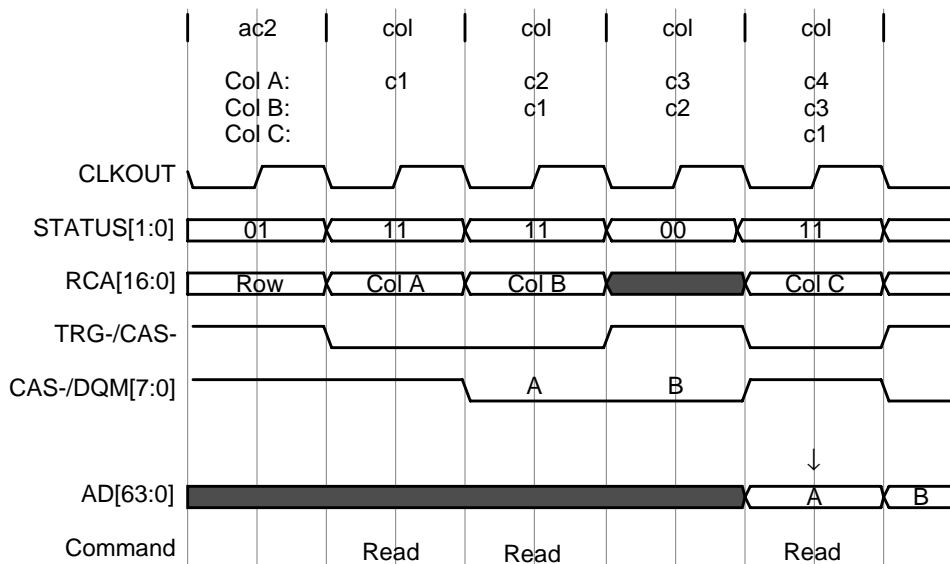 ac2 col col col col
Col A: c1 c2 c3 c4
Col B: c1 c2 c3
Col C: c1
CLKOUT
STATUS[1:0] 01 11 11 00 11
RCA[16:0] Row Col A Col B Col C
TRG-/CAS-
CAS-/DQM[7:0] A B
↓
AD[63:0] A B
Command Read Read Read